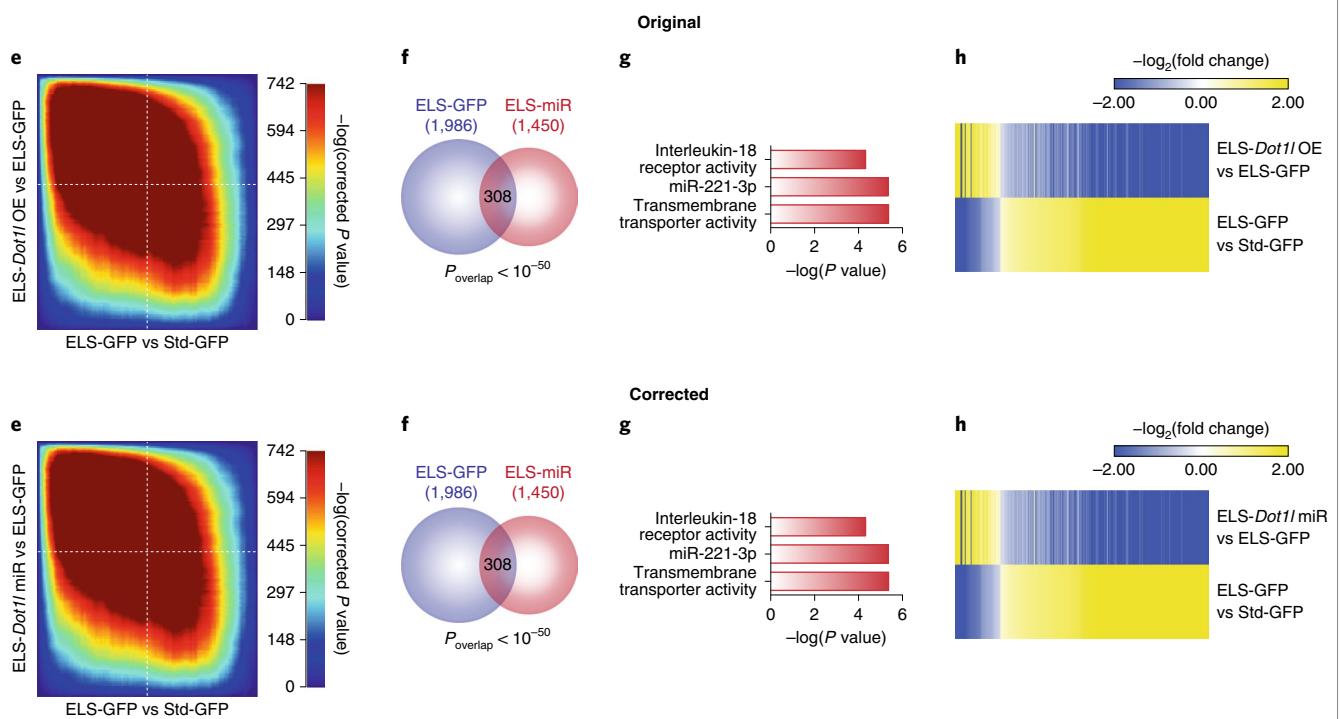 Original
e
ELS-Dot1l OE vs ELS-GFP
742
594
445
297
148
0
–log(corrected P value)
ELS-GFP vs Std-GFP
f
ELS-GFP
(1,986)
ELS-miR
(1,450)
308
P_overlap < 10⁻⁵⁰
g
Interleukin-18
receptor activity
miR-221-3p
Transmembrane
transporter activity
0 2 4 6
–log(P value)
h
–log₂(fold change)
–2.00 0.00 2.00
ELS-Dot1l OE
vs ELS-GFP
ELS-GFP
vs Std-GFP
Corrected
e
ELS-Dot1l miR vs ELS-GFP
742
594
445
297
148
0
–log(corrected P value)
ELS-GFP vs Std-GFP
f
ELS-GFP
(1,986)
ELS-miR
(1,450)
308
P_overlap < 10⁻⁵⁰
g
Interleukin-18
receptor activity
miR-221-3p
Transmembrane
transporter activity
0 2 4 6
–log(P value)
h
–log₂(fold change)
–2.00 0.00 2.00
ELS-Dot1l miR
vs ELS-GFP
ELS-GFP
vs Std-GFP